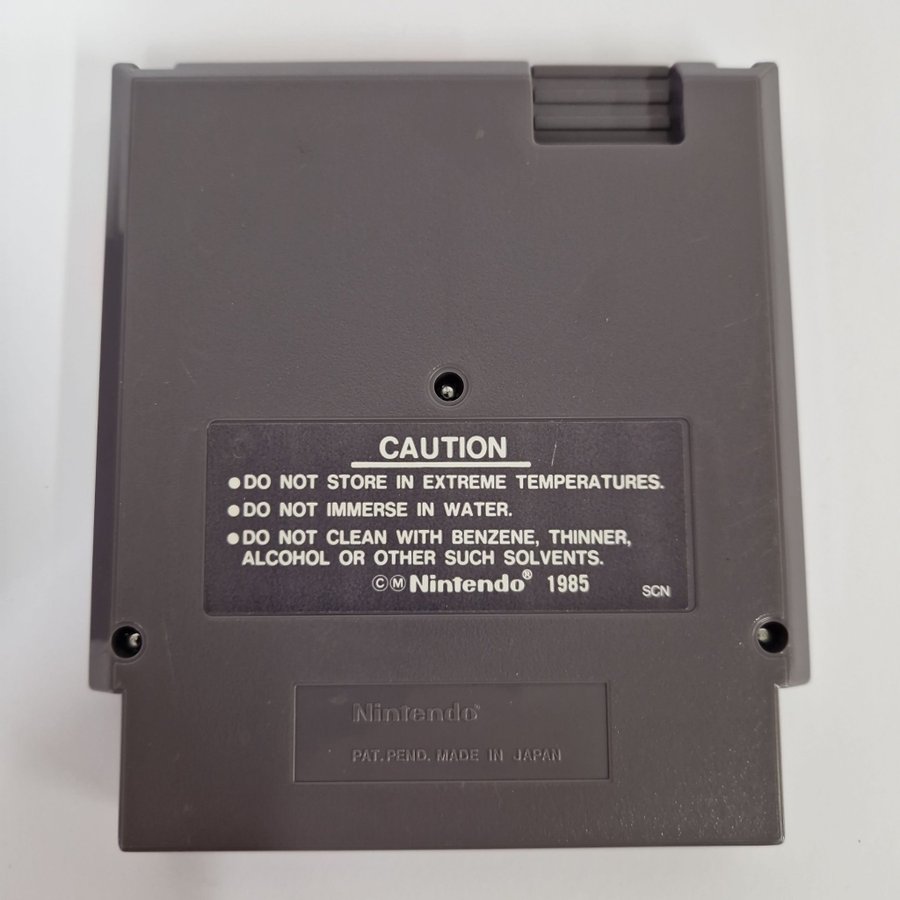 CAUTION
●DO NOT STORE IN EXTREME TEMPERATURES.
●DO NOT IMMERSE IN WATER.
●DO NOT CLEAN WITH BENZENE, THINNER,
ALCOHOL OR OTHER SUCH SOLVENTS.
ⒸⓂNintendo® 1985
SCN
Nintendo®
PAT. PEND. MADE IN JAPAN